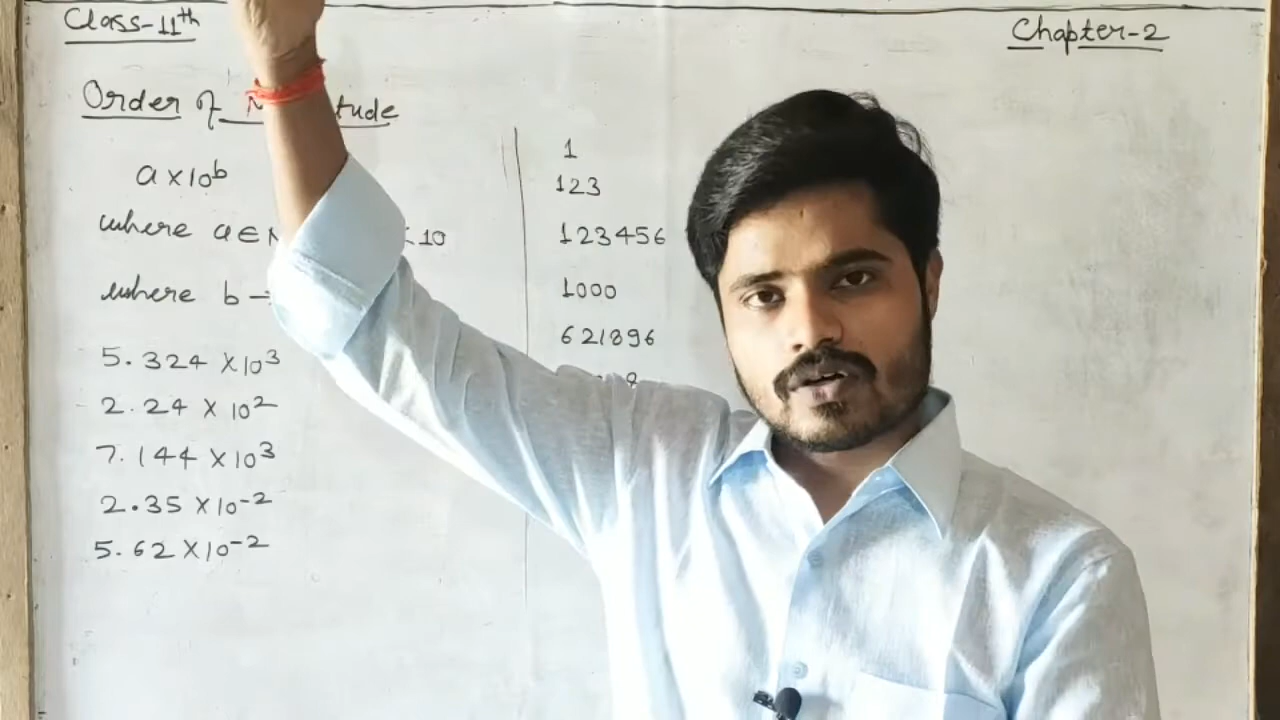 Class-11th
Chapter-2
Order of
a×10ᵇ
where a∈ 10
where b
5.324 ×10³
2.24 × 10²
7.144 ×10³
2.35 ×10⁻²
5.62 ×10⁻²
1
123
123456
1000
621896